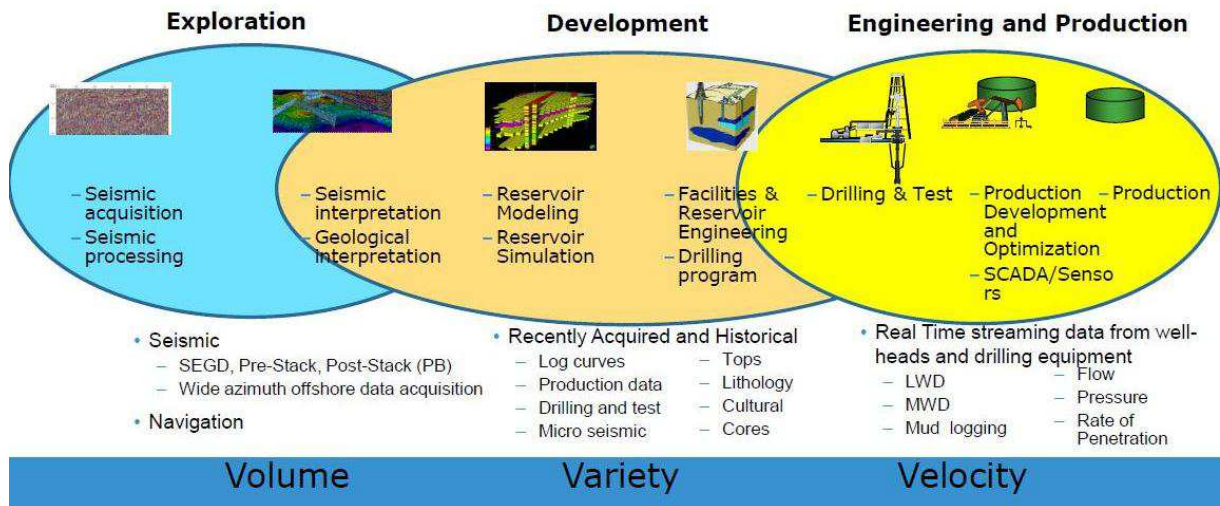 Exploration
Development
Engineering and Production
– Seismic
acquisition
– Seismic
processing
– Seismic
interpretation
– Geological
interpretation
– Reservoir
Modeling
– Reservoir
Simulation
– Facilities &
Reservoir
Engineering
– Drilling
program
– Drilling & Test
– Production
Development
and
Optimization
– SCADA/Senso
rs
– Production
• Seismic
– SEGD, Pre-Stack, Post-Stack (PB)
– Wide azimuth offshore data acquisition
• Navigation
• Recently Acquired and Historical
– Log curves
– Production data
– Drilling and test
– Micro seismic
– Tops
– Lithology
– Cultural
– Cores
• Real Time streaming data from well-
heads and drilling equipment
– LWD
– MWD
– Mud logging
– Flow
– Pressure
– Rate of
Penetration
Volume
Variety
Velocity